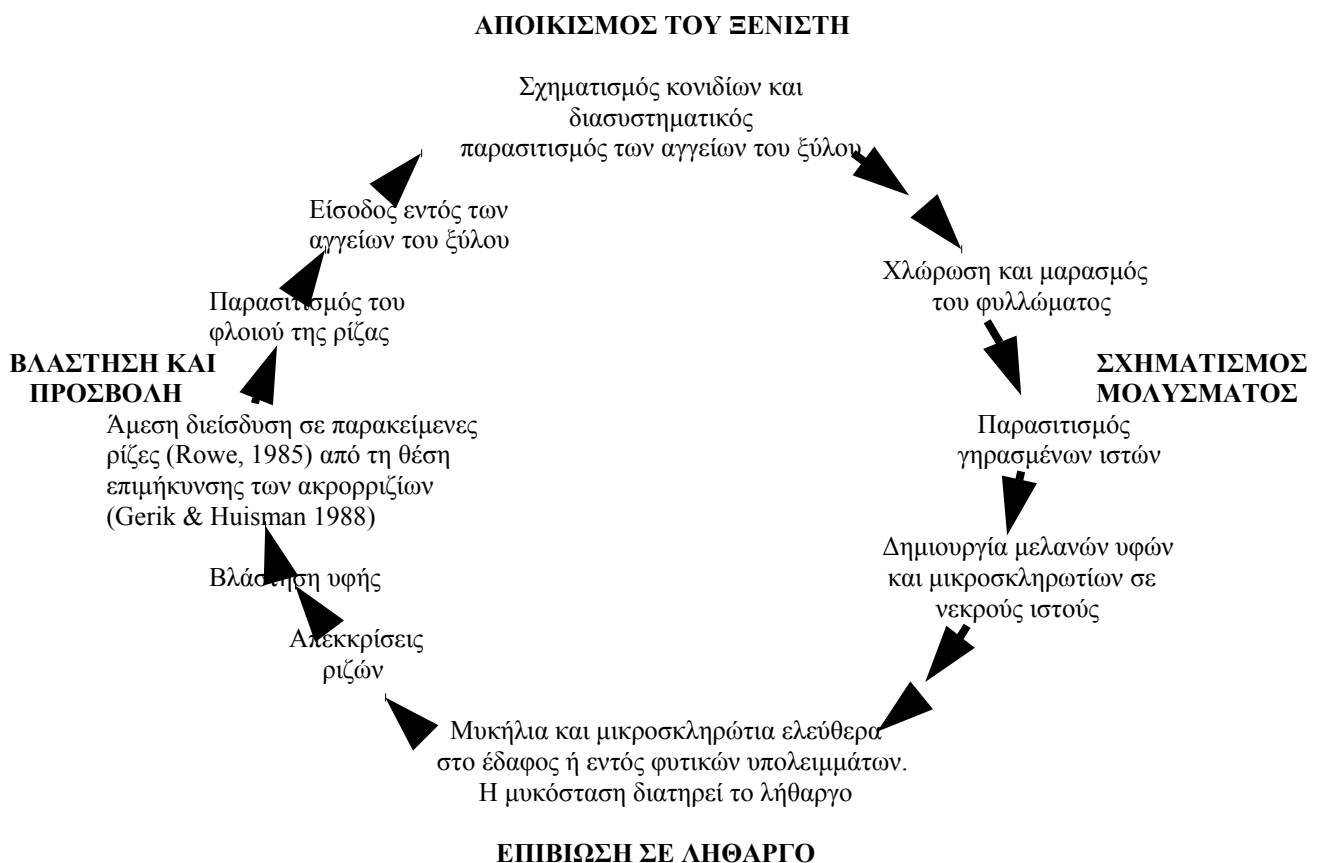 ΑΠΟΙΚΙΣΜΟΣ ΤΟΥ ΞΕΝΙΣΤΗ
Σχηματισμός κονιδίων και
διασυστηματικός
παρασιτισμός των αγγείων του ξύλου
Είσοδος εντός των
αγγείων του ξύλου
Χλώρωση και μαρασμός
του φυλλώματος
Παρασιτισμός του
φλοιού της ρίζας
ΒΛΑΣΤΗΣΗ ΚΑΙ
ΠΡΟΣΒΟΛΗ
ΣΧΗΜΑΤΙΣΜΟΣ
ΜΟΛΥΣΜΑΤΟΣ
Άμεση διείσδυση σε παρακείμενες
ρίζες (Rowe, 1985) από τη θέση
επιμήκυνσης των ακρορριζίων
(Gerik & Huisman 1988)
Παρασιτισμός
γηρασμένων ιστών
Δημιουργία μελανών υφών
και μικροσκληρωτίων σε
νεκρούς ιστούς
Βλάστηση υφής
Απεκκρίσεις
ριζών
Μυκήλια και μικροσκληρώτια ελεύθερα
στο έδαφος ή εντός φυτικών υπολειμμάτων.
Η μυκόσταση διατηρεί το λήθαργο
ΕΠΙΒΙΩΣΗ ΣΕ ΛΗΘΑΡΓΟ